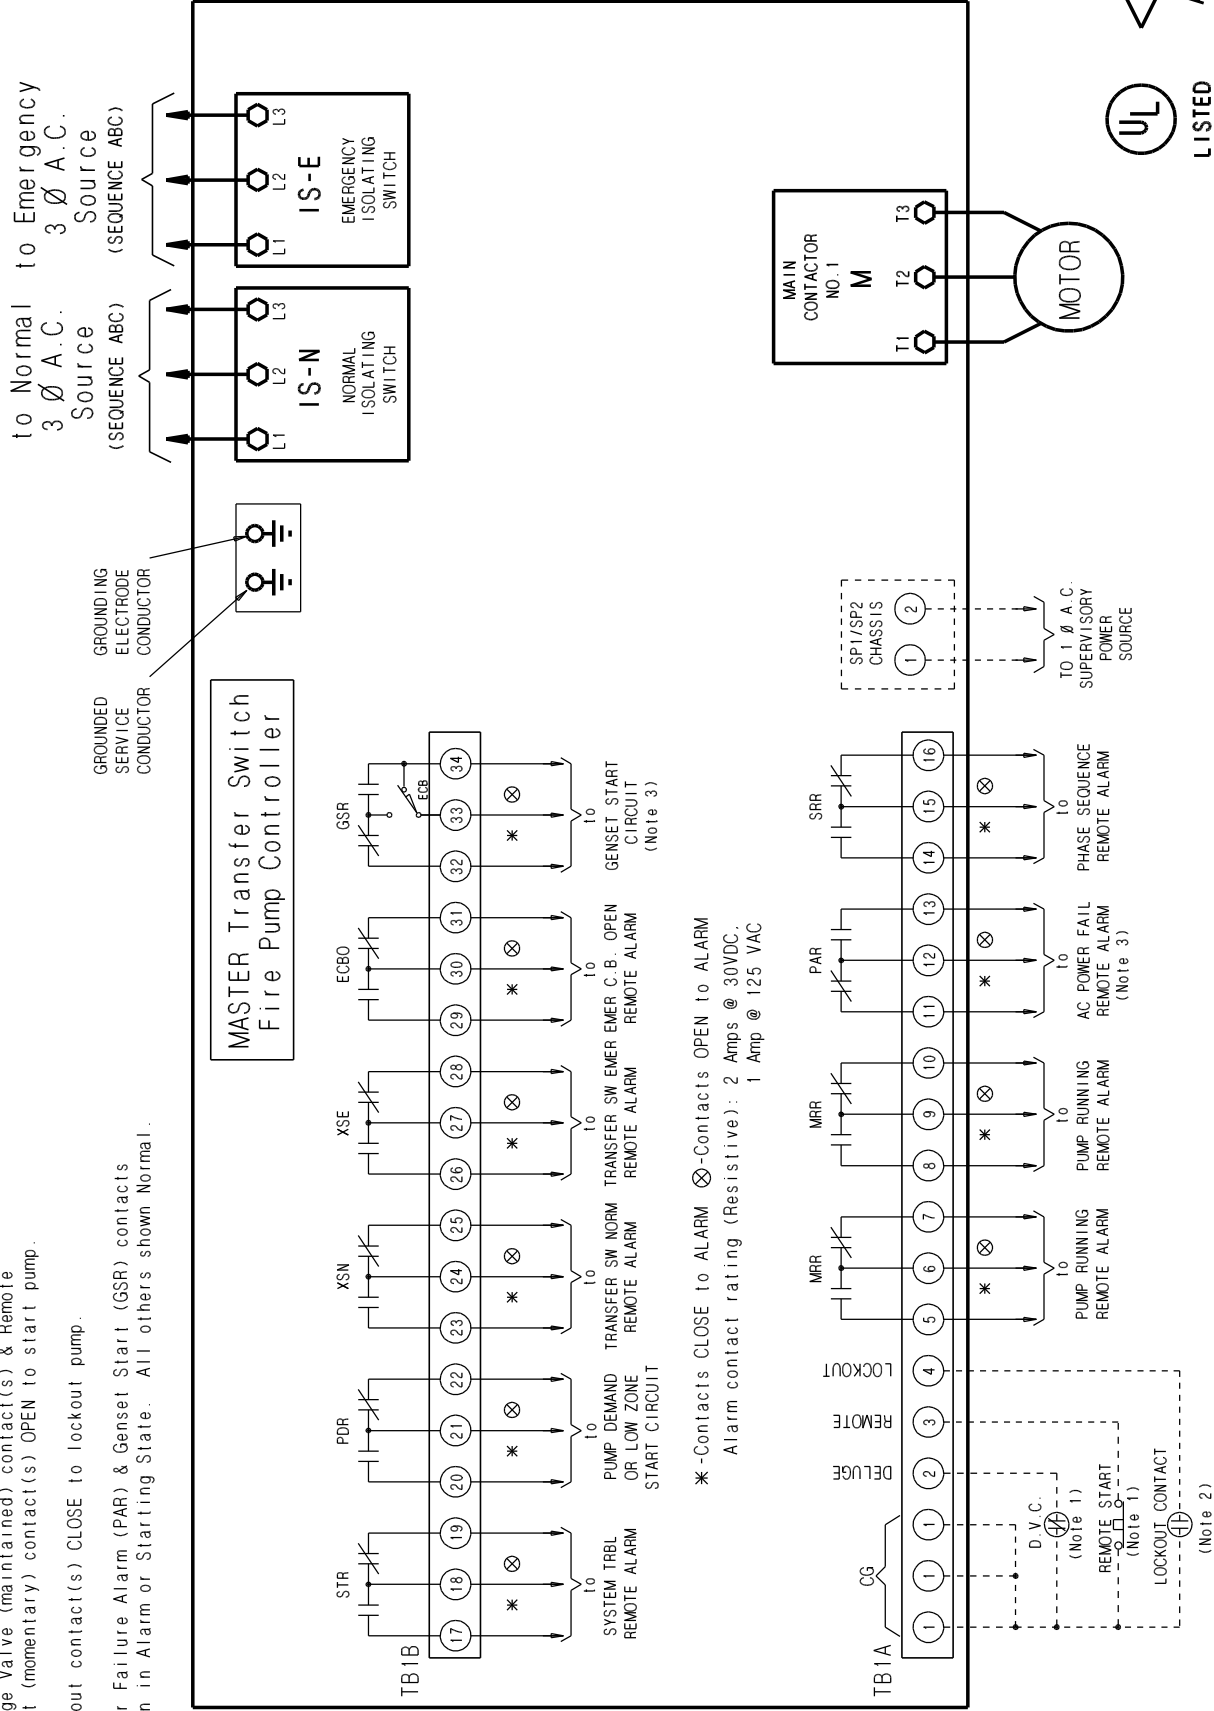 ge Valve (maintained) contact(s) & Remote
t (momentary) contact(s) OPEN to start pump.
out contact(s) CLOSE to lockout pump.
r Failure Alarm (PAR) & Genset Start (GGR) contacts
n in Alarm or Starting State. All others shown Normal.
GROUNDED
SERVICE
CONDUCTOR
GROUNDING
ELECTRODE
CONDUCTOR
to Normal
3 Ø A.C.
Source
(SEQUENCE ABC)
to Emergency
3 Ø A.C.
Source
(SEQUENCE ABC)
L1 L2 L3
IS-N
NORMAL
ISOLATING
SWITCH
L1 L2 L3
IS-E
EMERGENCY
ISOLATING
SWITCH
MASTER Transfer Switch
Fire Pump Controller
STR PDR XSN XSE ECBO GSR
ECB
TB1B
17 18 19 20 21 22 23 24 25 26 27 28 29 30 31 32 33 34
* ⊗ * ⊗ * ⊗ * ⊗ * ⊗ * ⊗
to
SYSTEM TRBL
REMOTE ALARM
to
PUMP DEMAND
OR LOW ZONE
START CIRCUIT
to
TRANSFER SW NORM
REMOTE ALARM
to
TRANSFER SW EMER
REMOTE ALARM
to
EMER C.B. OPEN
REMOTE ALARM
to
GENSET START
CIRCUIT
(Note 3)
*-Contacts CLOSE to ALARM ⊗-Contacts OPEN to ALARM
Alarm contact rating (Resistive): 2 Amps @ 30VDC.
1 Amp @ 125 VAC
MAIN
CONTACTOR
NO.1
M
T1 T2 T3
MOTOR
SP1/SP2
CHASSIS
1 2
TO 1 Ø A.C.
SUPERVISORY
POWER
SOURCE
CG
DELUGE
REMOTE
LOCKOUT
MRR MRR PAR SRR
TB1A
1 1 1 2 3 4 5 6 7 8 9 10 11 12 13 14 15 16
* ⊗ * ⊗ * ⊗ * ⊗
D.V.C.
(Note 1)
REMOTE START
(Note 1)
LOCKOUT CONTACT
(Note 2)
to
PUMP RUNNING
REMOTE ALARM
to
PUMP RUNNING
REMOTE ALARM
to
AC POWER FAIL
REMOTE ALARM
(Note 3)
to
PHASE SEQUENCE
REMOTE ALARM
UL
LISTED